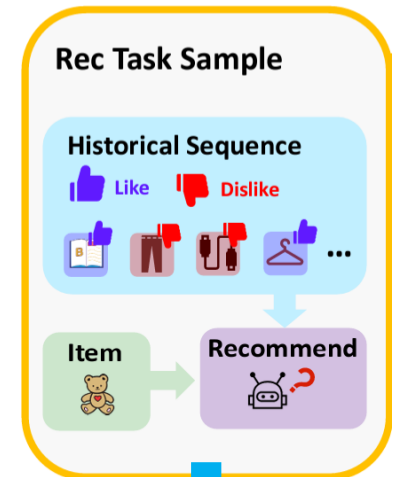 Rec Task Sample
Historical Sequence
Like
Dislike
B
...
Item
Recommend
?